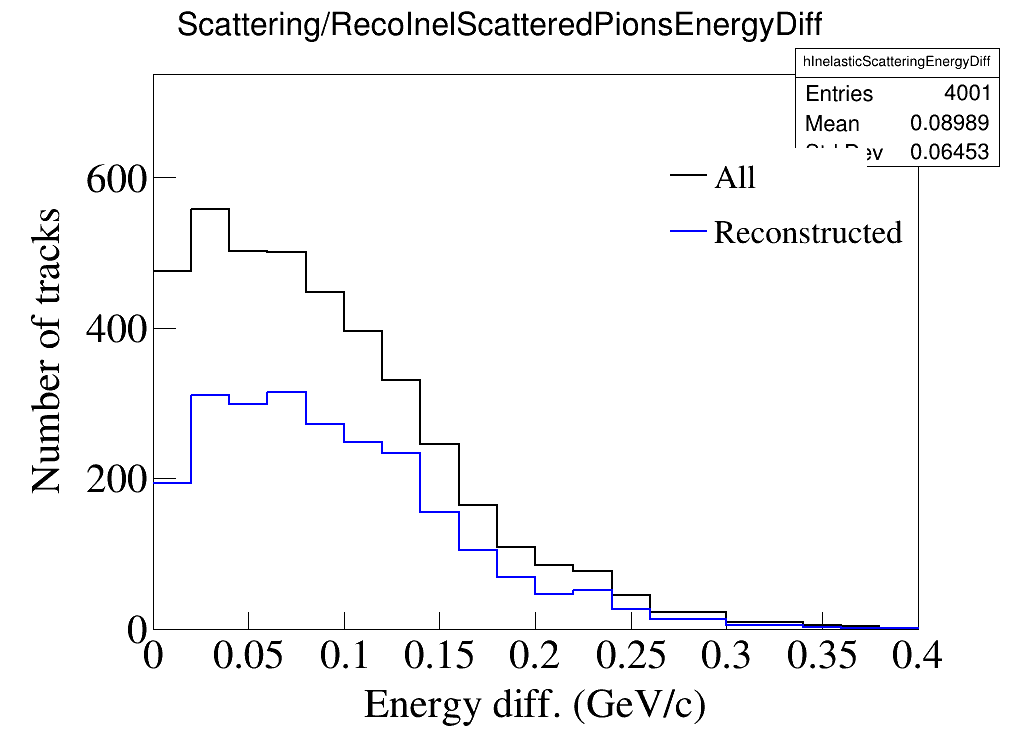 Scattering/RecoInelScatteredPionsEnergyDiff
hInelasticScatteringEnergyDiff
Entries 4001
Mean 0.08989
0.06453
All
Reconstructed
Number of tracks
600
400
200
0
0 0.05 0.1 0.15 0.2 0.25 0.3 0.35 0.4
Energy diff. (GeV/c)